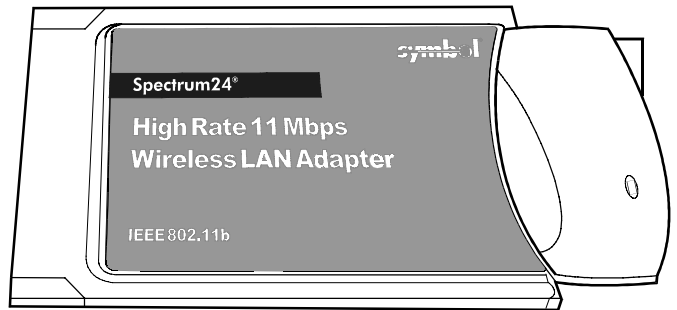 symbol
Spectrum24®
High Rate 11 Mbps
Wireless LAN Adapter
IEEE 802.11b